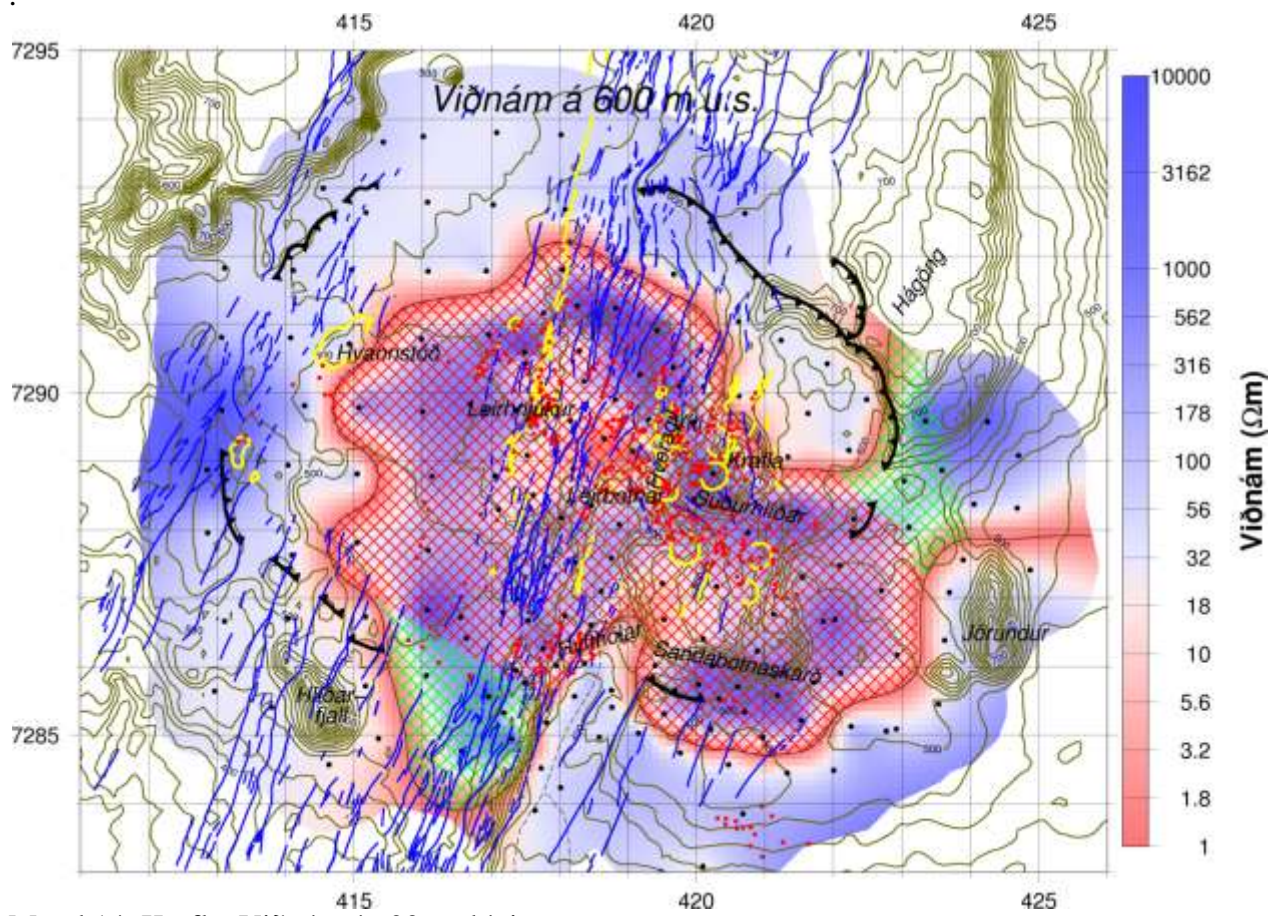 415 420 425
7295
Viðnám á 600 m u.s.
10000
3162
1000
562
316
178
100
56
32
18
10
5.6
3.2
1.8
1
Viðnám (Ωm)
Hágöng
Hvannstóð
7290
Leirhnjúkur
Krafla
Leirbotnar
Suðurhlíðar
Jörundur
Sandabotnaskarð
Hlíðar-
fjall
7285
415 420 425